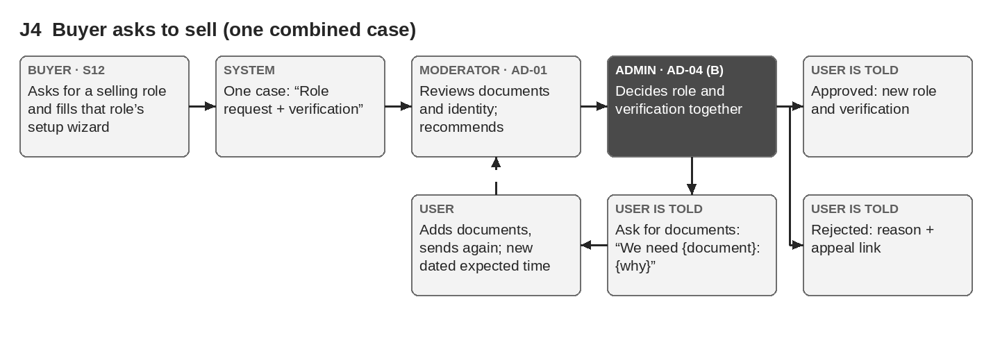 J4 Buyer asks to sell (one combined case)
BUYER · S12
Asks for a selling role
and fills that role’s
setup wizard
SYSTEM
One case: “Role
request + verification”
MODERATOR · AD-01
Reviews documents
and identity;
recommends
ADMIN · AD-04 (B)
Decides role and
verification together
USER IS TOLD
Approved: new role
and verification
USER
Adds documents,
sends again; new
dated expected time
USER IS TOLD
Ask for documents:
“We need {document}:
{why}”
USER IS TOLD
Rejected: reason +
appeal link